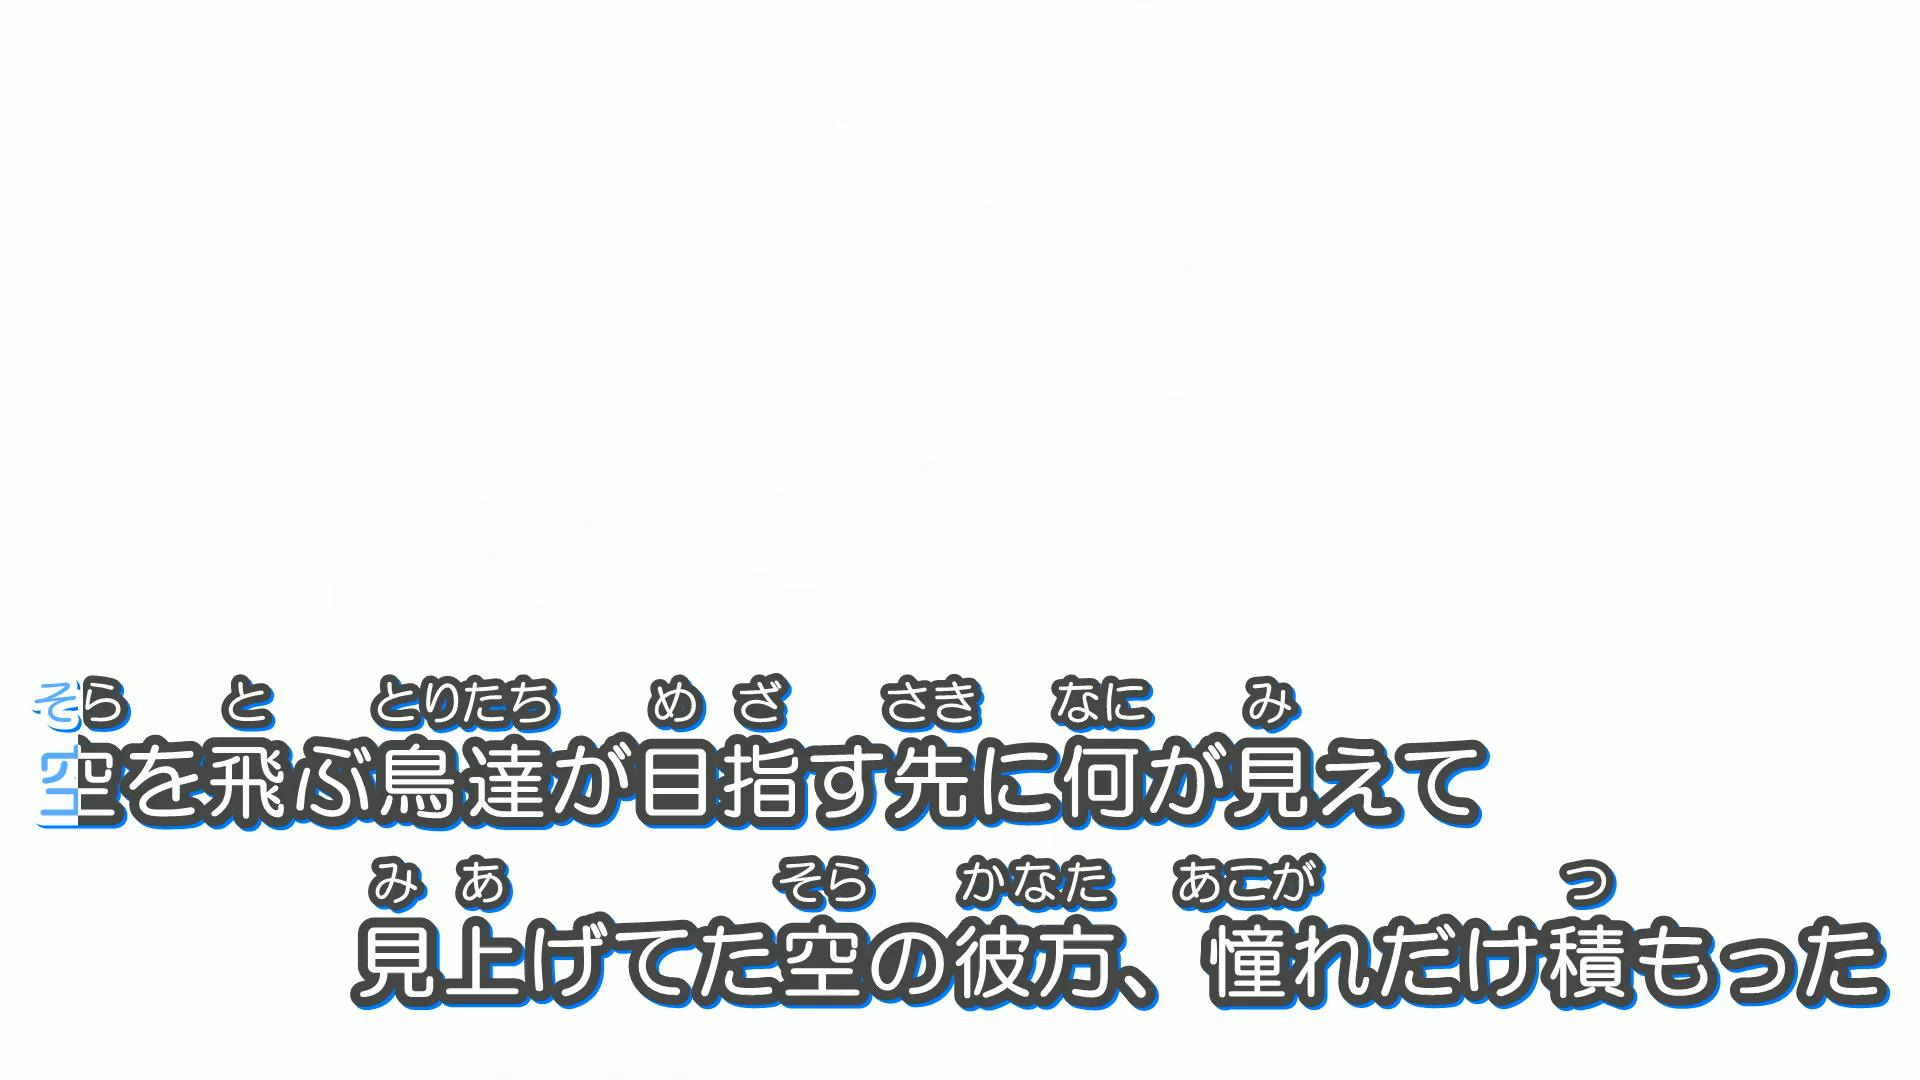 そら と とりたち め ざ さき なに み
空を飛ぶ鳥達が目指す先に何が見えて
み あ そら かなた あこが つ
見上げてた空の彼方、憧れだけ積もった